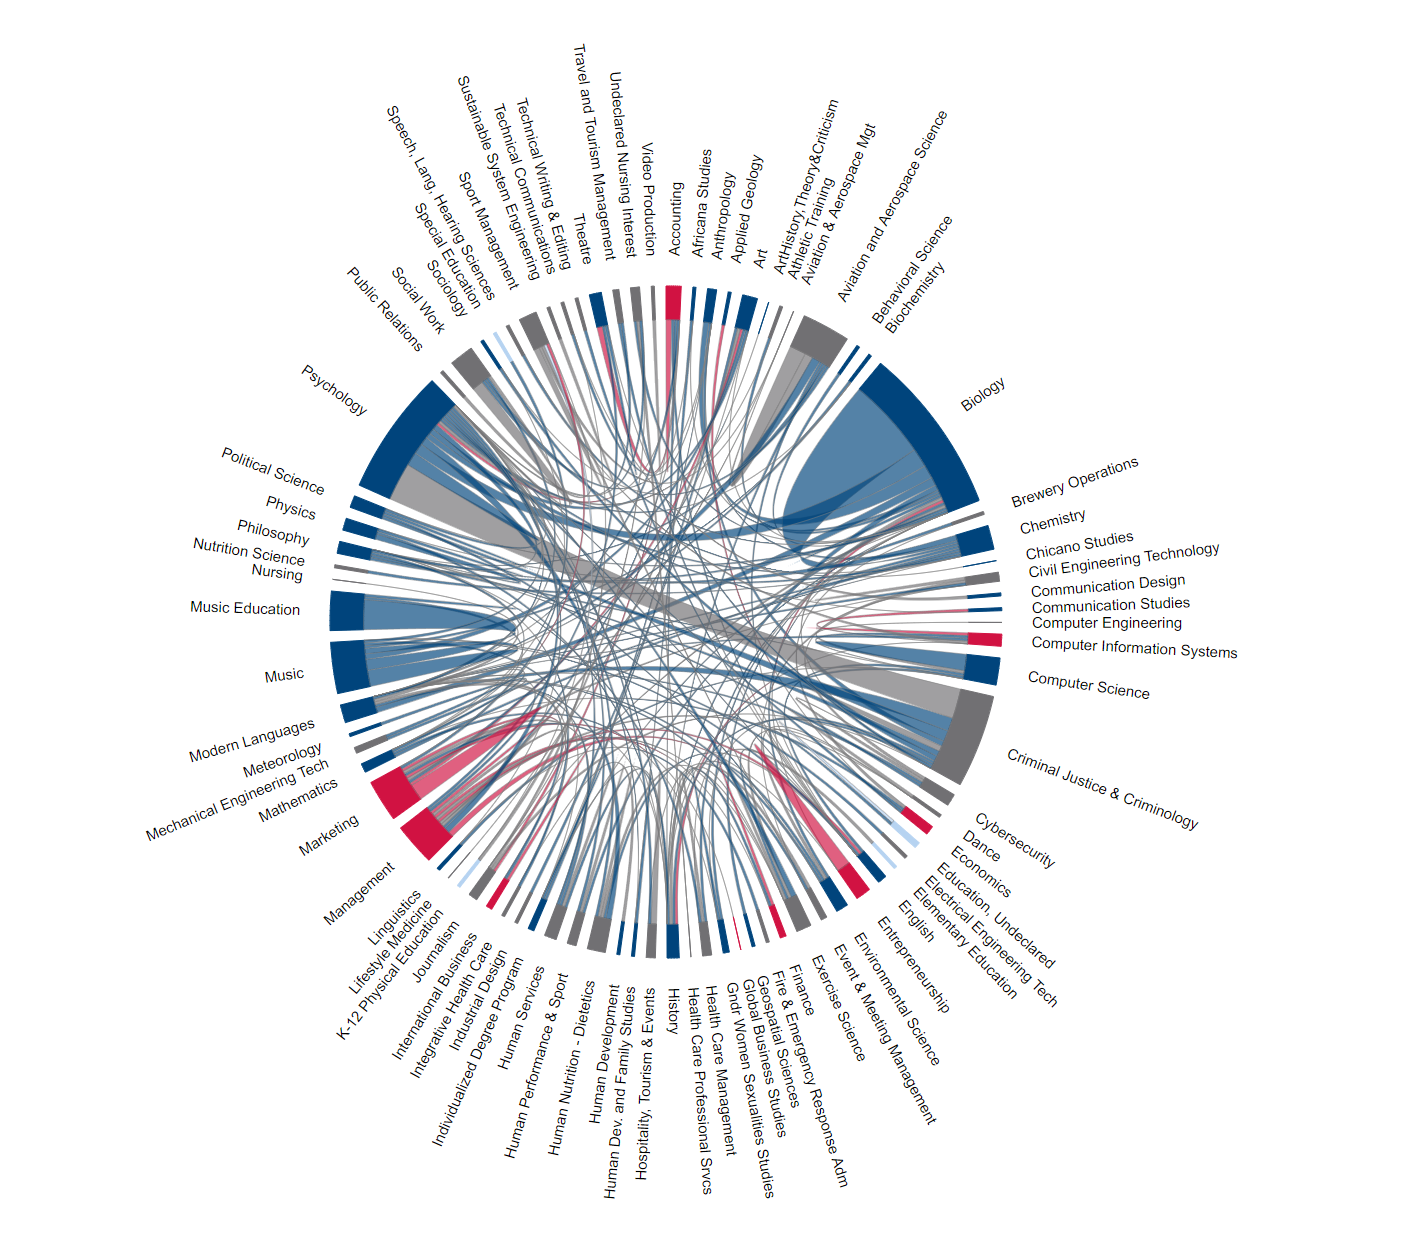 Accounting
Africana Studies
Anthropology
Applied Geology
Art
ArtHistory,Theory&Criticism
Athletic Training
Aviation & Aerospace Mgt
Aviation and Aerospace Science
Behavioral Science
Biochemistry
Biology
Brewery Operations
Chemistry
Chicano Studies
Civil Engineering Technology
Communication Design
Communication Studies
Computer Engineering
Computer Information Systems
Computer Science
Criminal Justice & Criminology
Cybersecurity
Dance
Economics
Education, Undeclared
Electrical Engineering Tech
Elementary Education
English
Entrepreneurship
Environmental Science
Event & Meeting Management
Exercise Science
Finance
Fire & Emergency Response Adm
Geospatial Sciences
Global Business Studies
Gndr Women Sexualities Studies
Health Care Management
Health Care Professional Srvcs
History
Hospitality, Tourism & Events
Human Dev. and Family Studies
Human Development
Human Nutrition - Dietetics
Human Performance & Sport
Human Services
Individualized Degree Program
Industrial Design
Integrative Health Care
International Business
Journalism
K-12 Physical Education
Lifestyle Medicine
Linguistics
Management
Marketing
Mathematics
Mechanical Engineering Tech
Meteorology
Modern Languages
Music
Music Education
Nursing
Nutrition Science
Philosophy
Physics
Political Science
Psychology
Public Relations
Social Work
Sociology
Special Education
Speech, Lang, Hearing Sciences
Sport Management
Sustainable System Engineering
Technical Communications
Technical Writing & Editing
Theatre
Travel and Tourism Management
Undeclared Nursing Interest
Video Production